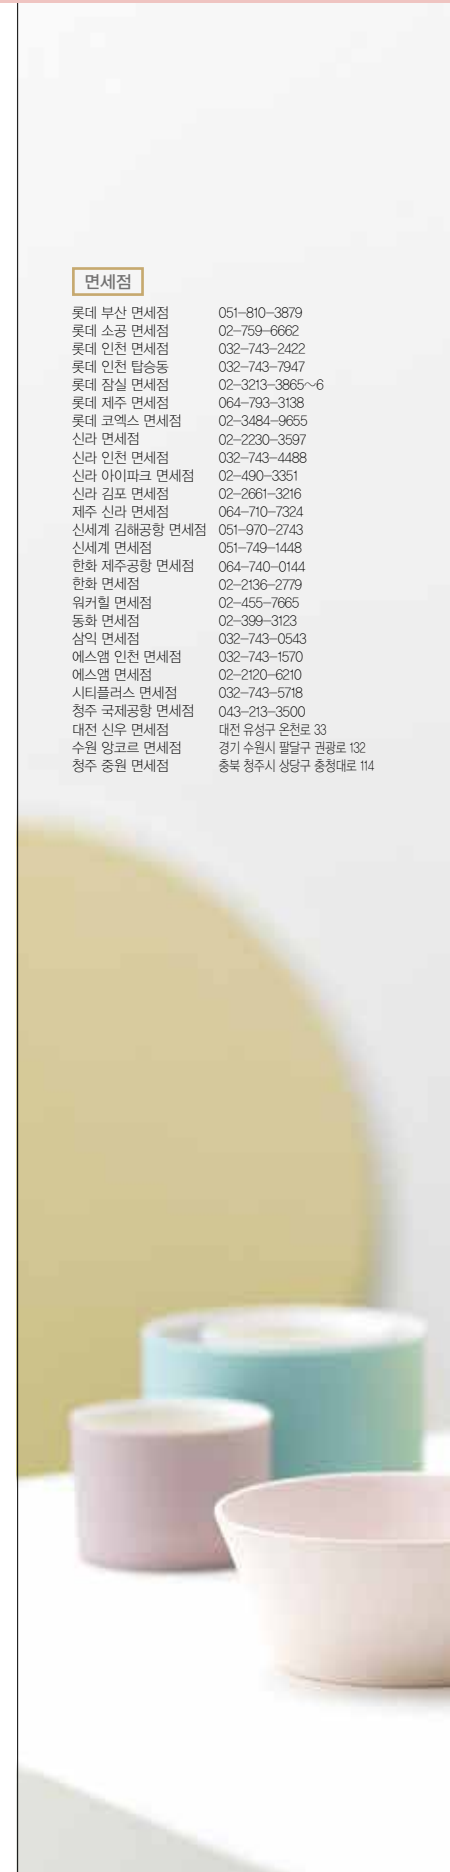 면세점
롯데 부산 면세점 051-810-3879
롯데 소공 면세점 02-759-6662
롯데 인천 면세점 032-743-2422
롯데 인천 탑승동 032-743-7947
롯데 잠실 면세점 02-3213-3865~6
롯데 제주 면세점 064-793-3138
롯데 코엑스 면세점 02-3484-9655
신라 면세점 02-2230-3597
신라 인천 면세점 032-743-4488
신라 아이파크 면세점 02-490-3351
신라 김포 면세점 02-2661-3216
제주 신라 면세점 064-710-7324
신세계 김해공항 면세점 051-970-2743
신세계 면세점 051-749-1448
한화 제주공항 면세점 064-740-0144
한화 면세점 02-2136-2779
워커힐 면세점 02-455-7665
동화 면세점 02-399-3123
삼익 면세점 032-743-0543
에스앰 인천 면세점 032-743-1570
에스앰 면세점 02-2120-6210
시티플러스 면세점 032-743-5718
청주 국제공항 면세점 043-213-3500
대전 신우 면세점 대전 유성구 온천로 33
수원 앙코르 면세점 경기 수원시 팔달구 권광로 132
청주 중원 면세점 충북 청주시 상당구 충청대로 114